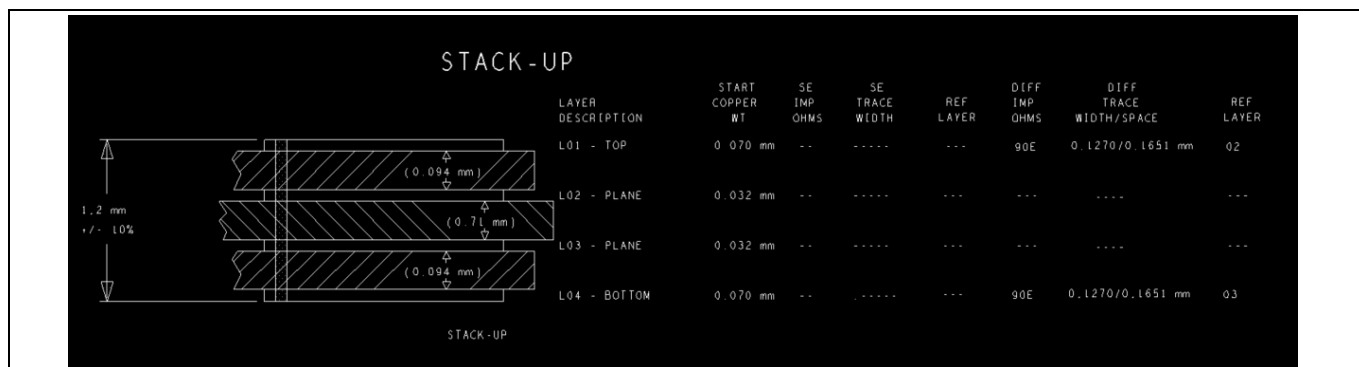 STACK-UP
START SE SE DIFF DIFF
LAYER COPPER IMP TRACE REF IMP TRACE REF
DESCRIPTION WT OHMS WIDTH LAYER OHMS WIDTH/SPACE LAYER
L01 - TOP 0.070 mm -- ----- --- 90E 0.1270/0.1651 mm 02
(0.094 mm)
L02 - PLANE 0.032 mm -- ----- --- --- ---- ---
1.2 mm
(0.71 mm)
+/- 10%
L03 - PLANE 0.032 mm -- ----- --- --- ---- ---
(0.094 mm)
L04 - BOTTOM 0.070 mm -- .----- --- 90E 0.1270/0.1651 mm 03
STACK-UP